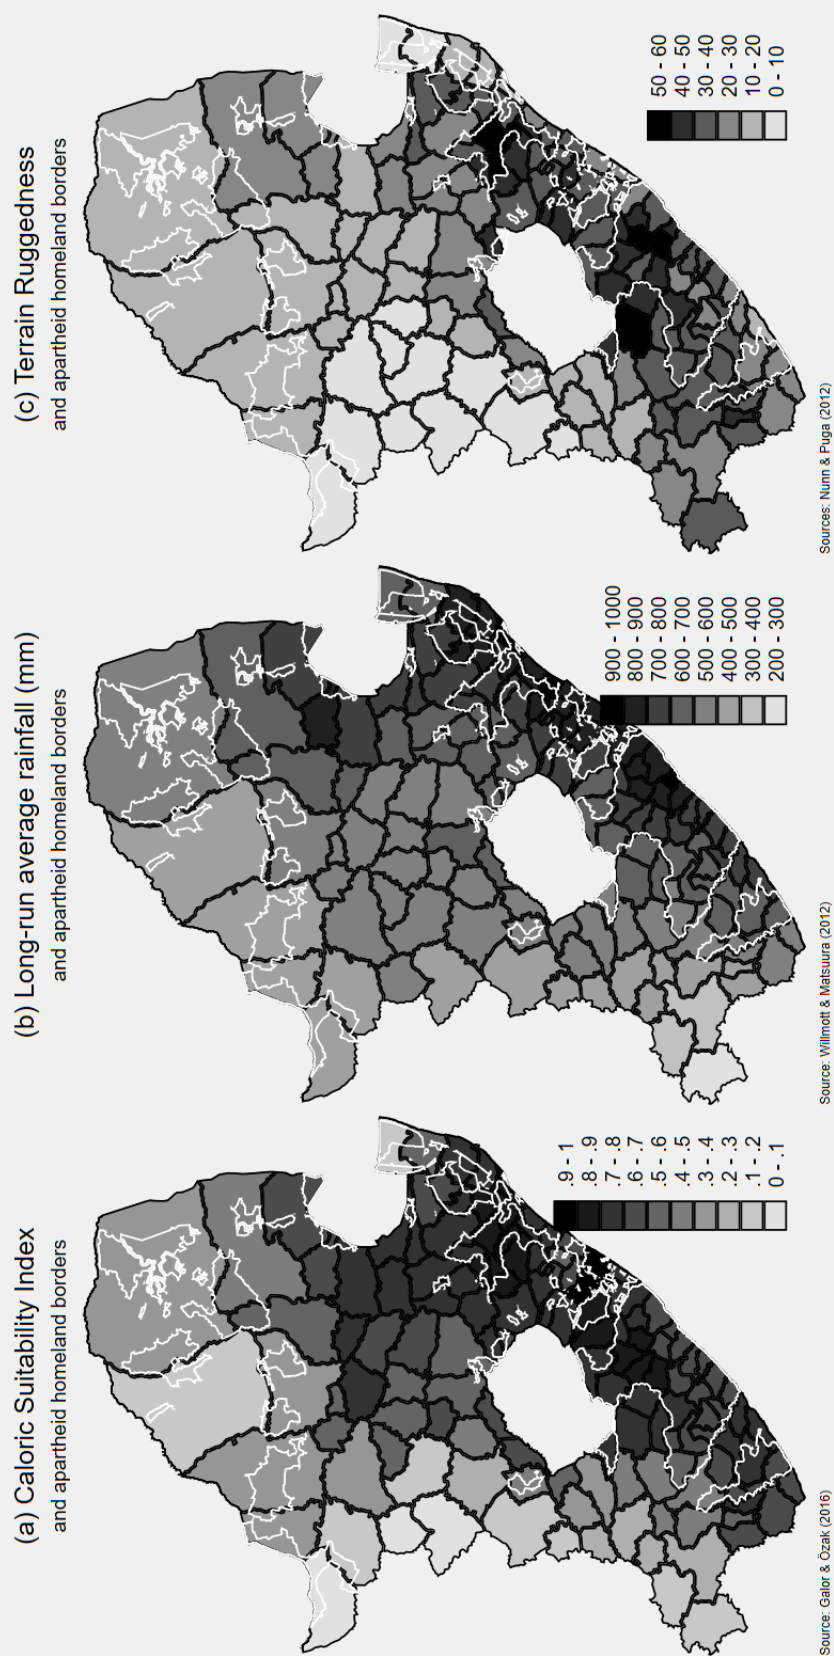 (a) Caloric Suitability Index
and apartheid homeland borders
.9 - 1
.8 - .9
.7 - .8
.6 - .7
.5 - .6
.4 - .5
.3 - .4
.2 - .3
.1 - .2
0 - .1
Source: Galor & Özak (2016)
(b) Long-run average rainfall (mm)
and apartheid homeland borders
900 - 1000
800 - 900
700 - 800
600 - 700
500 - 600
400 - 500
300 - 400
200 - 300
Source: Willmott & Matsuura (2012)
(c) Terrain Ruggedness
and apartheid homeland borders
50 - 60
40 - 50
30 - 40
20 - 30
10 - 20
0 - 10
Sources: Nunn & Puga (2012)